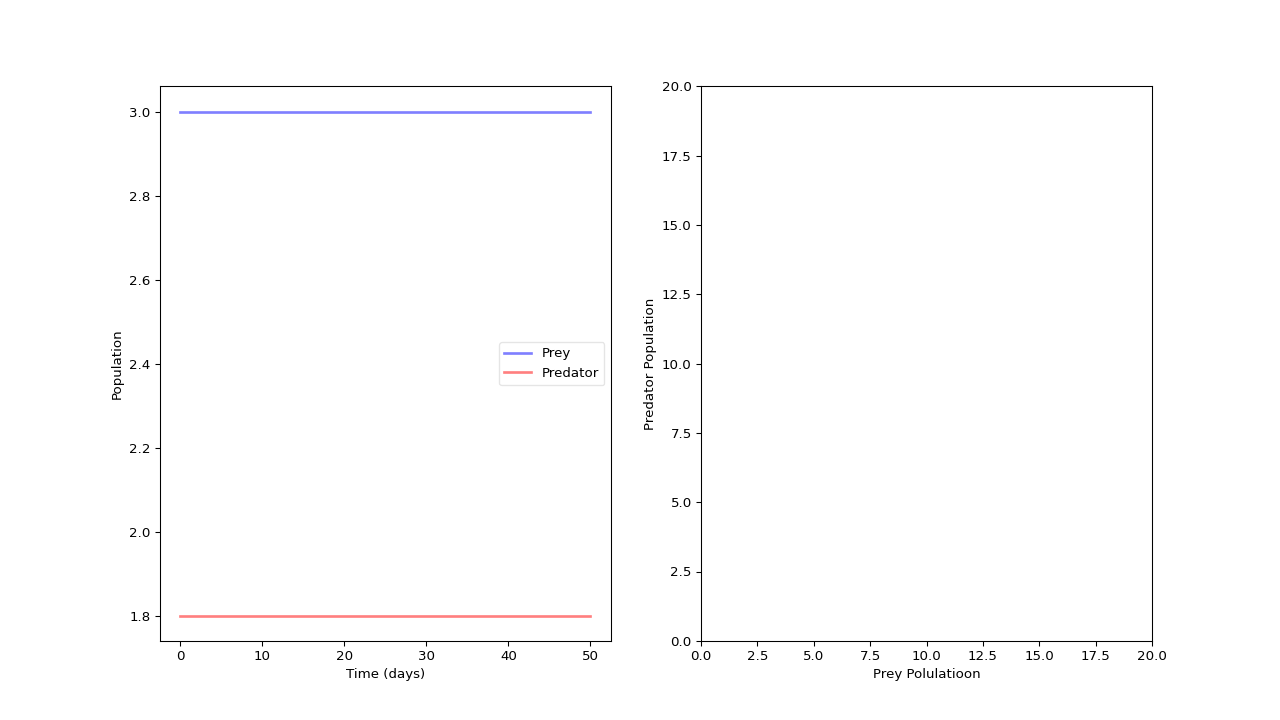 3.0
2.8
2.6
2.4
2.2
2.0
1.8
Population
0 10 20 30 40 50
Time (days)
Prey
Predator
20.0
17.5
15.0
12.5
10.0
7.5
5.0
2.5
0.0
Predator Population
0.0 2.5 5.0 7.5 10.0 12.5 15.0 17.5 20.0
Prey Polulatioon